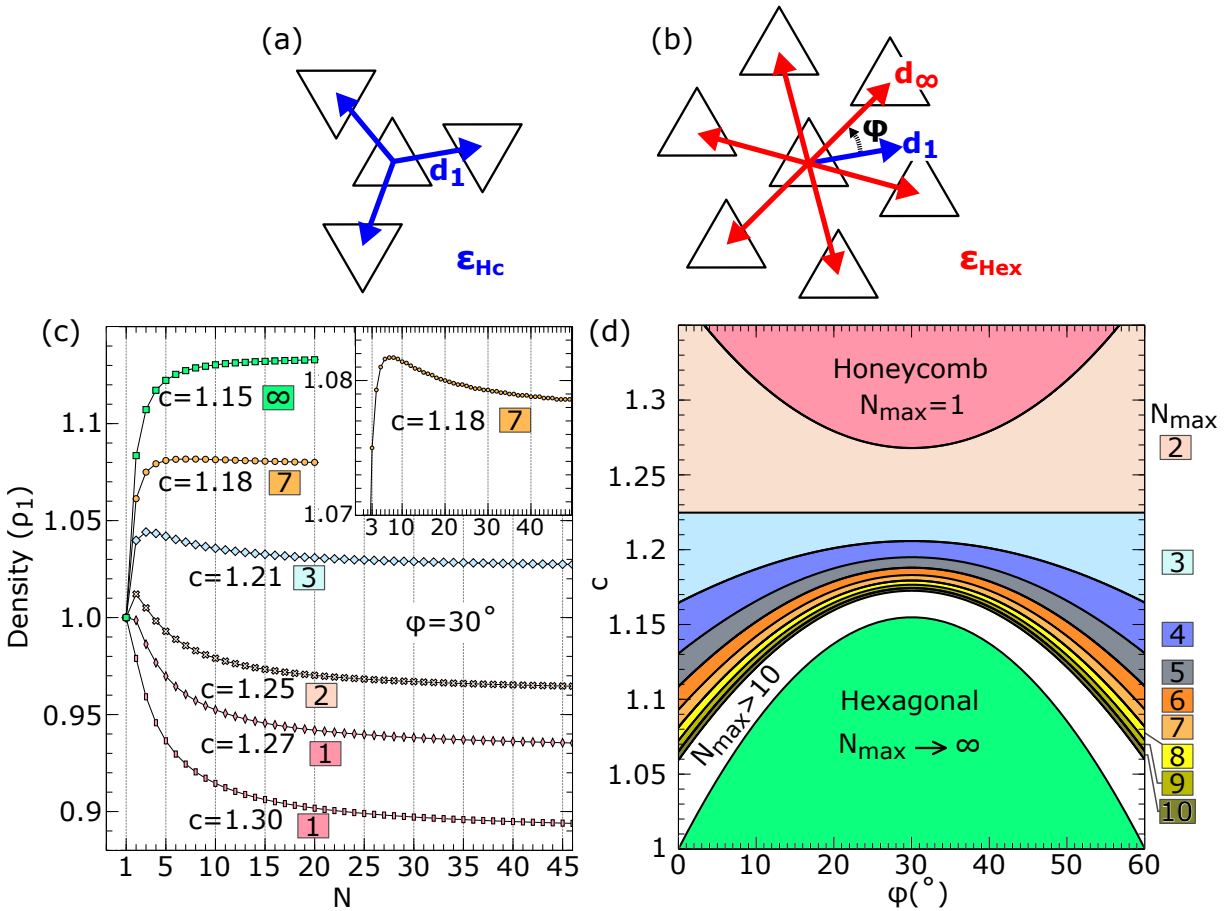 (a)
d1
εHc
(b)
d∞
φ
d1
εHex
(c)
Density (ρ1)
1.1
1.05
1.0
0.95
0.9
c=1.15 ∞
c=1.18 7
c=1.21 3
φ=30°
c=1.25 2
c=1.27 1
c=1.30 1
1 5 10 15 20 25 30 35 40 45
N
1.08
1.07
c=1.18 7
3 10 20 30 40
(d)
c
1.3
1.25
1.2
1.15
1.1
1.05
1
Honeycomb
Nmax=1
Nmax>10
Hexagonal
Nmax→∞
0 10 20 30 40 50 60
φ(°)
Nmax
2
3
4
5
6
7
8
9
10